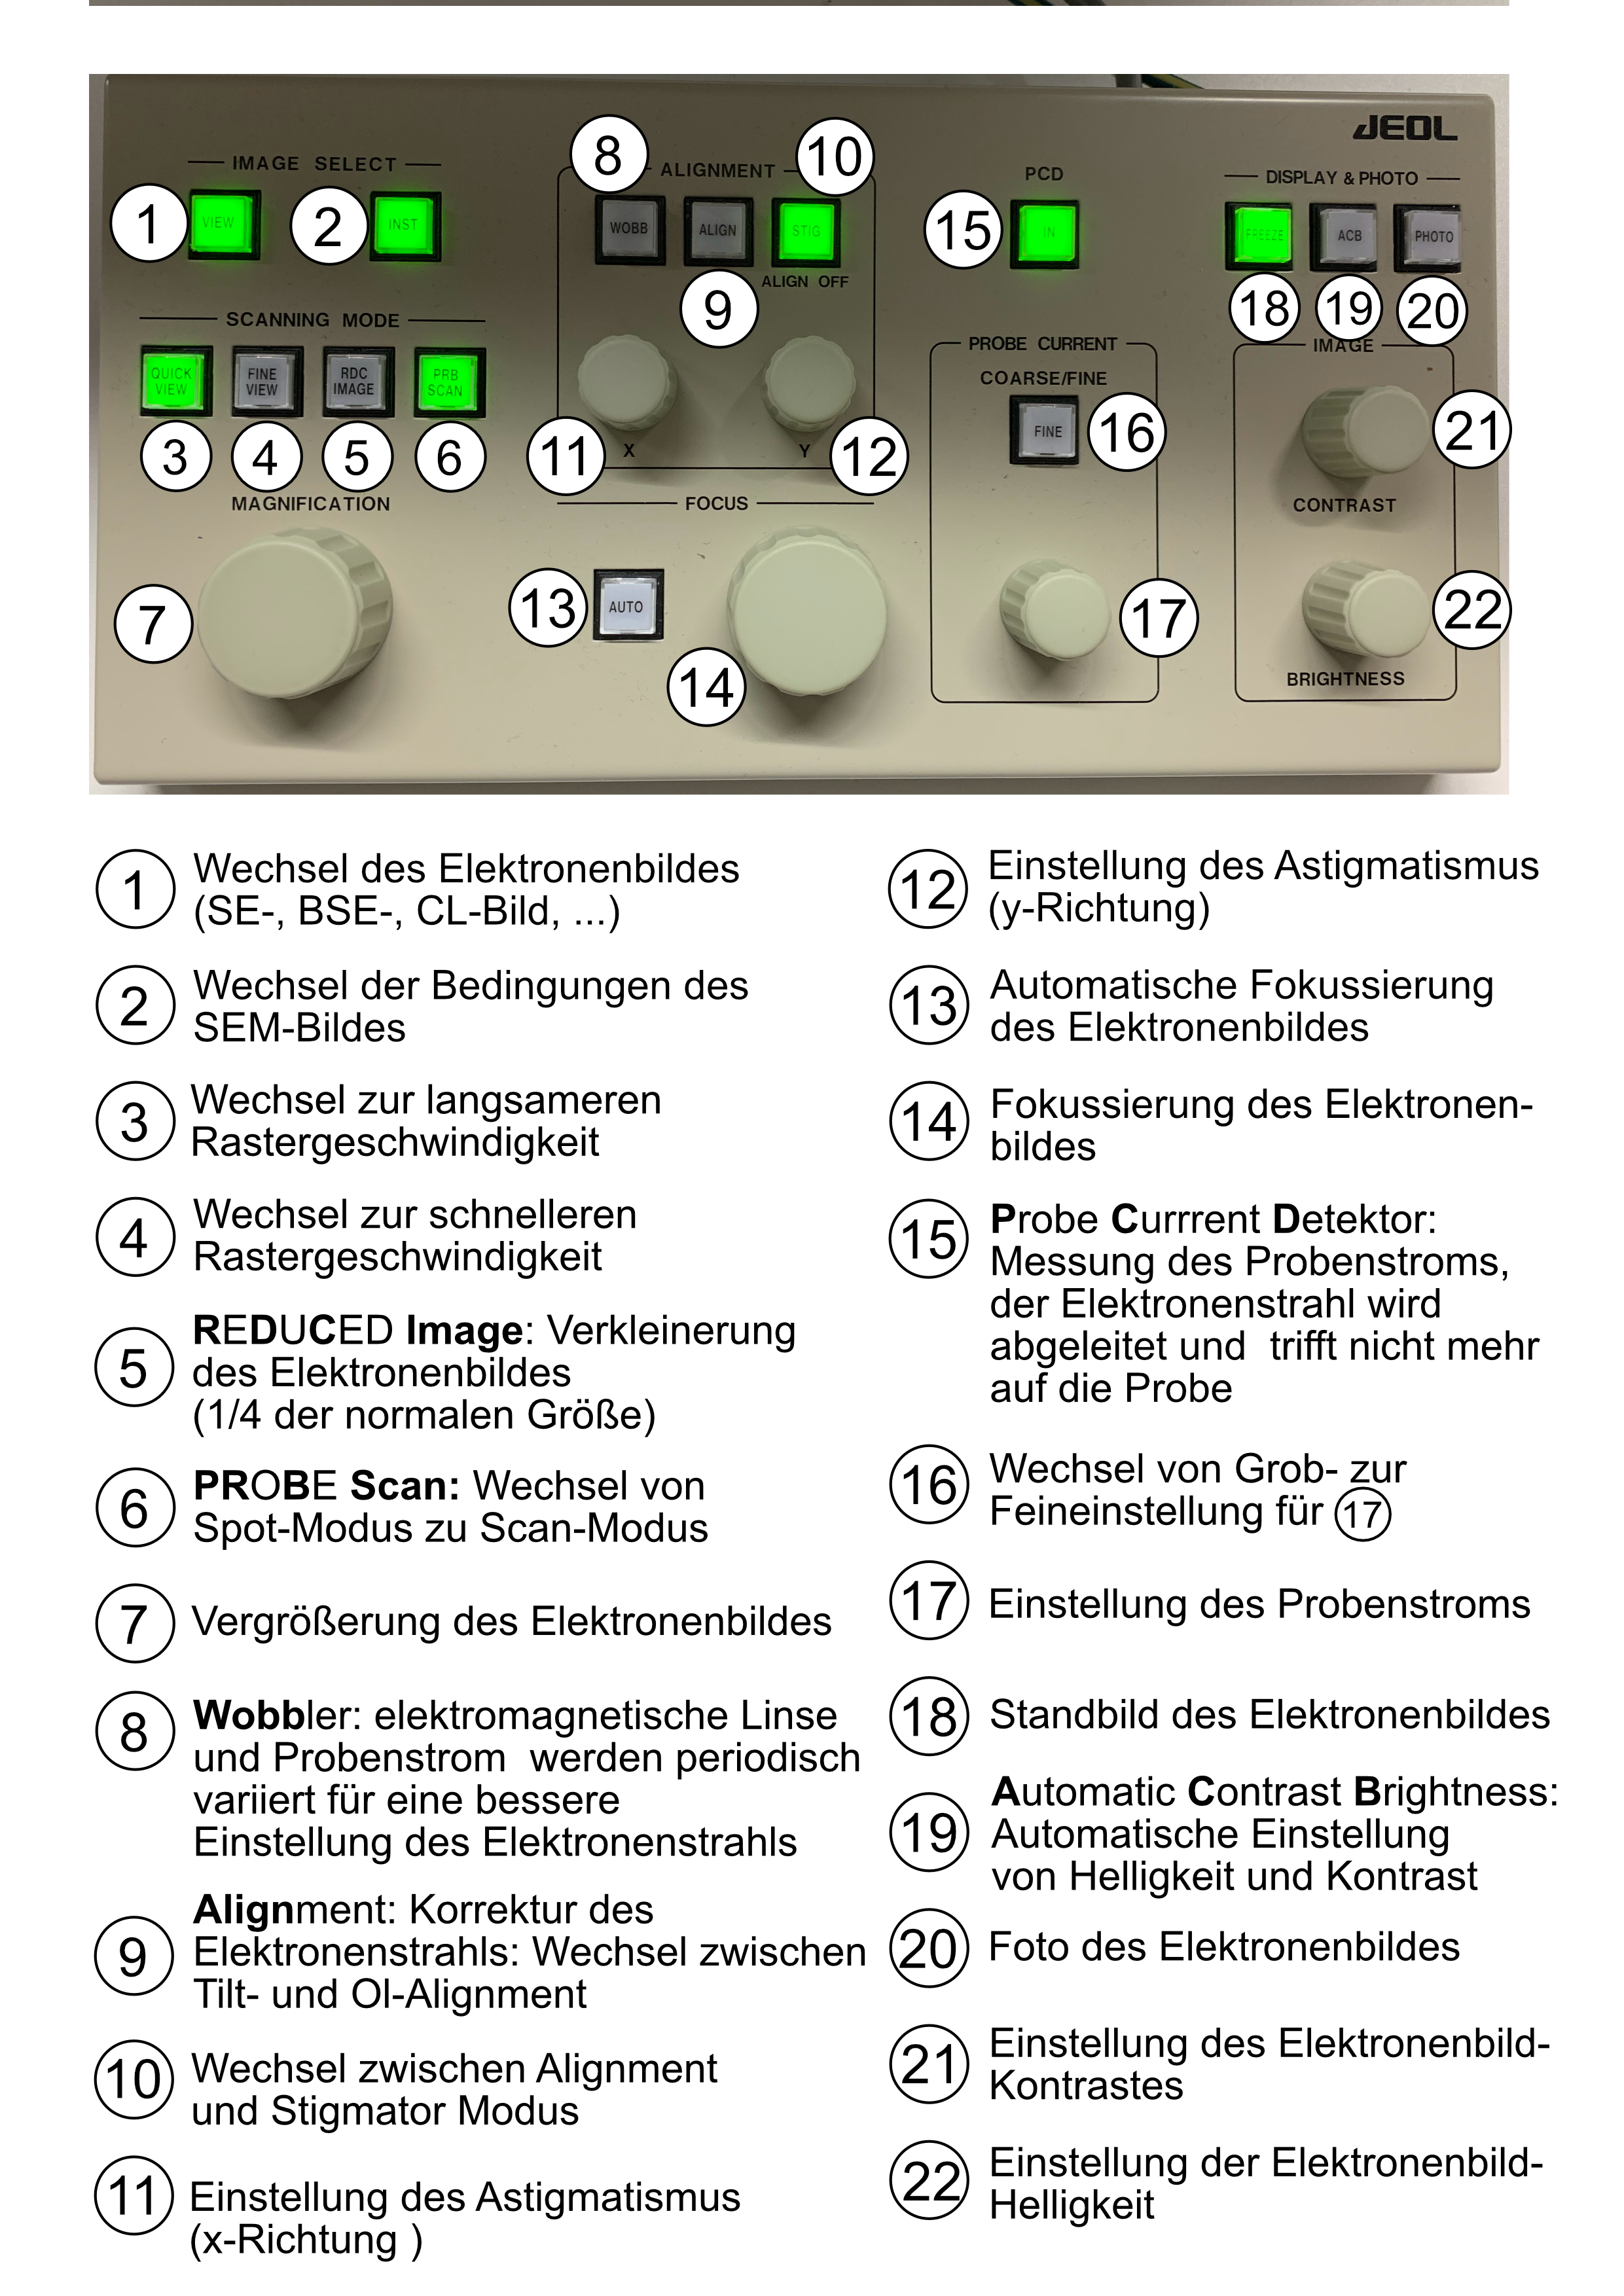 JEOL
IMAGE SELECT
1
VIEW
2
INST
8
ALIGNMENT
10
WOBB
ALIGN
STIG
9
ALIGN OFF
PCD
15
IN
DISPLAY & PHOTO
FREEZE
ACB
PHOTO
18
19
20
SCANNING MODE
QUICK
VIEW
FINE
VIEW
RDC
IMAGE
PRB
SCAN
3
4
5
6
11
X
Y
12
PROBE CURRENT
COARSE/FINE
FINE
16
17
IMAGE
21
CONTRAST
22
BRIGHTNESS
MAGNIFICATION
7
FOCUS
13
AUTO
14
1
Wechsel des Elektronenbildes
(SE-, BSE-, CL-Bild, ...)
2
Wechsel der Bedingungen des
SEM-Bildes
3
Wechsel zur langsameren
Rastergeschwindigkeit
4
Wechsel zur schnelleren
Rastergeschwindigkeit
5
REDUCED Image: Verkleinerung
des Elektronenbildes
(1/4 der normalen Größe)
6
PROBE Scan: Wechsel von
Spot-Modus zu Scan-Modus
7
Vergrößerung des Elektronenbildes
8
Wobbler: elektromagnetische Linse
und Probenstrom werden periodisch
variiert für eine bessere
Einstellung des Elektronenstrahls
9
Alignment: Korrektur des
Elektronenstrahls: Wechsel zwischen
Tilt- und Ol-Alignment
10
Wechsel zwischen Alignment
und Stigmator Modus
11
Einstellung des Astigmatismus
(x-Richtung )
12
Einstellung des Astigmatismus
(y-Richtung)
13
Automatische Fokussierung
des Elektronenbildes
14
Fokussierung des Elektronen-
bildes
15
Probe Currrent Detektor:
Messung des Probenstroms,
der Elektronenstrahl wird
abgeleitet und trifft nicht mehr
auf die Probe
16
Wechsel von Grob- zur
Feineinstellung für 17
17
Einstellung des Probenstroms
18
Standbild des Elektronenbildes
19
Automatic Contrast Brightness:
Automatische Einstellung
von Helligkeit und Kontrast
20
Foto des Elektronenbildes
21
Einstellung des Elektronenbild-
Kontrastes
22
Einstellung der Elektronenbild-
Helligkeit